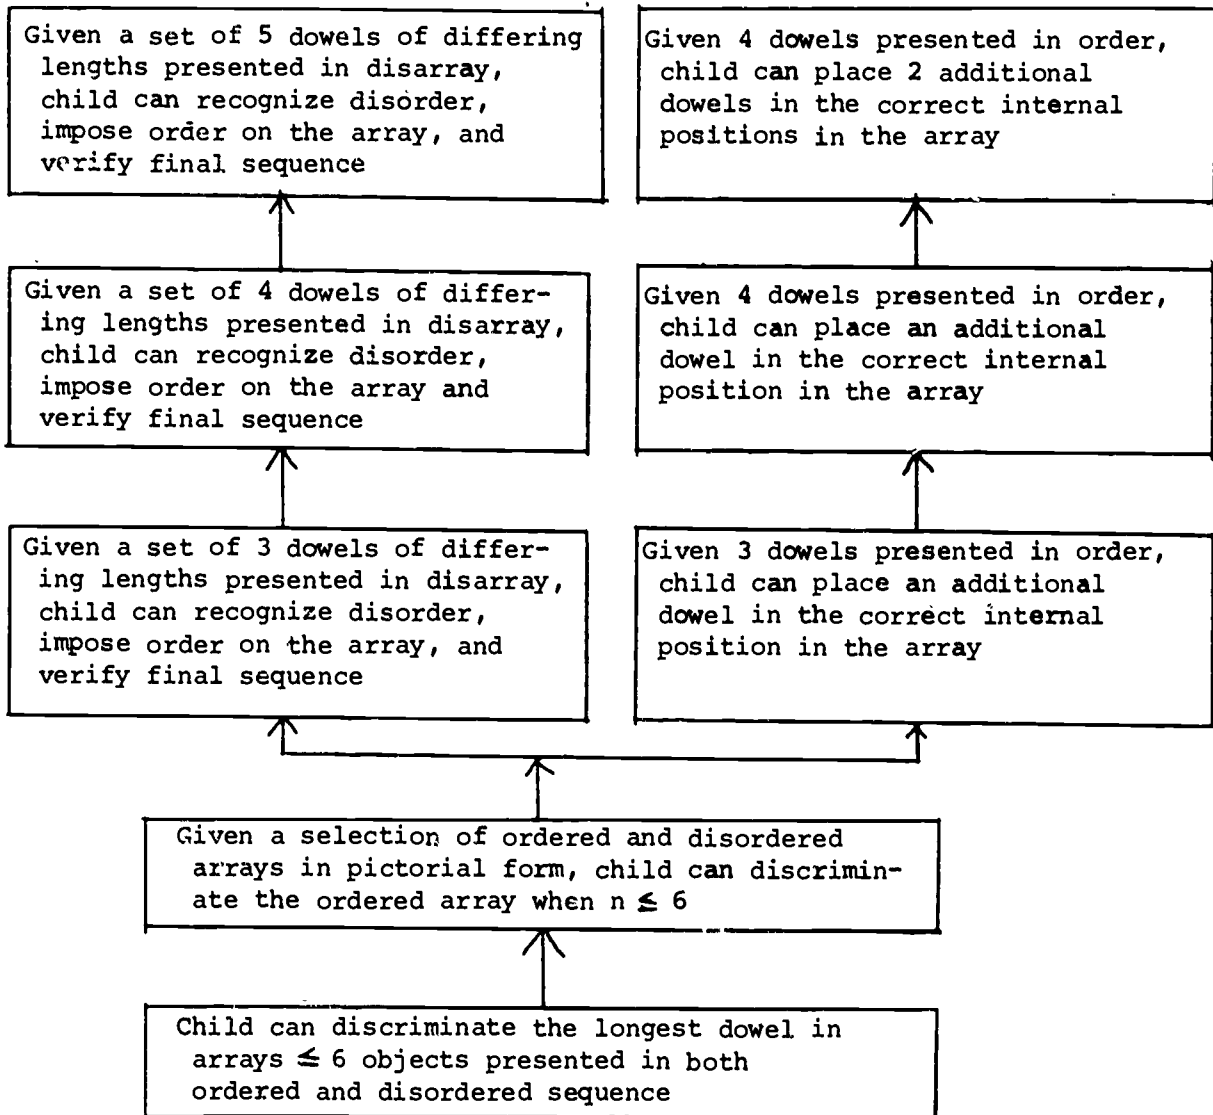 Given a set of 5 dowels of differing
lengths presented in disarray,
child can recognize disorder,
impose order on the array, and
verify final sequence
Given 4 dowels presented in order,
child can place 2 additional
dowels in the correct internal
positions in the array
Given a set of 4 dowels of differ-
ing lengths presented in disarray,
child can recognize disorder,
impose order on the array and
verify final sequence
Given 4 dowels presented in order,
child can place an additional
dowel in the correct internal
position in the array
Given a set of 3 dowels of differ-
ing lengths presented in disarray,
child can recognize disorder,
impose order on the array, and
verify final sequence
Given 3 dowels presented in order,
child can place an additional
dowel in the correct internal
position in the array
Given a selection of ordered and disordered
arrays in pictorial form, child can discrimin-
ate the ordered array when n ≦ 6
Child can discriminate the longest dowel in
arrays ≦ 6 objects presented in both
ordered and disordered sequence